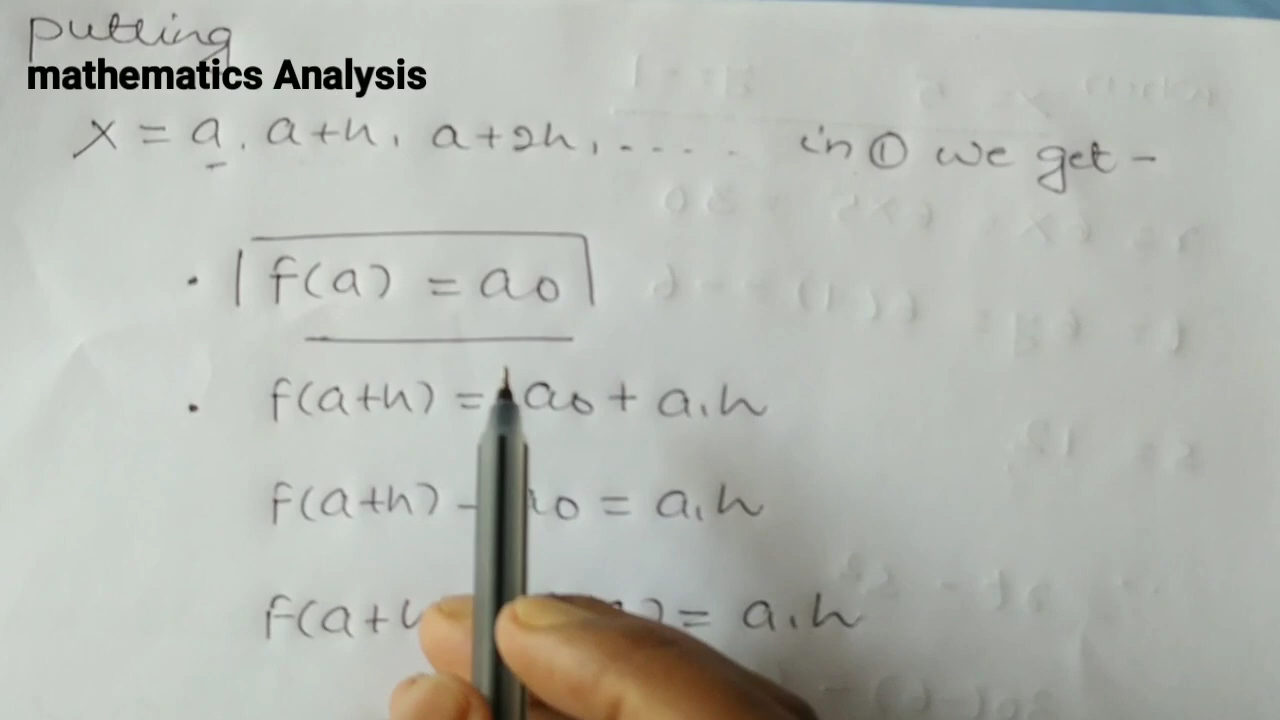 putting
mathematics Analysis
x = a, a+h, a+2h, ..... in ① we get -
. f(a) = a₀
. f(a+h) = a₀ + a₁h
f(a+h) - a₀ = a₁h
f(a+h ) = a₁h